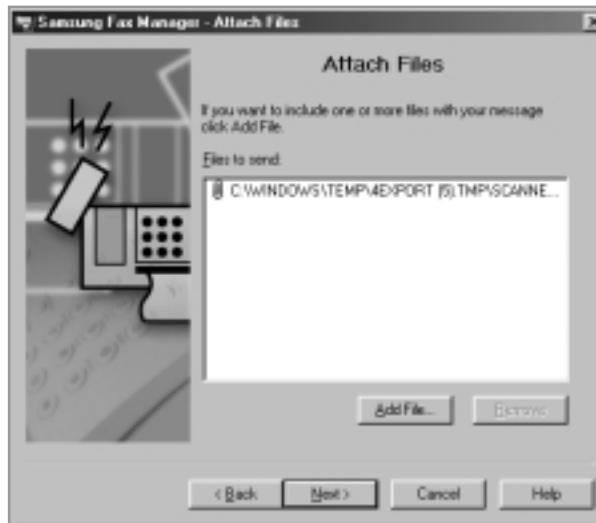 Samsung Fax Manager - Attach Files
Attach Files
If you want to include one or more files with your message
click Add File.
Files to send:
C:\WINDOWS\TEMP\4EXPORT (5).TMP\SCANNE...
Add File... Remove
< Back Next > Cancel Help